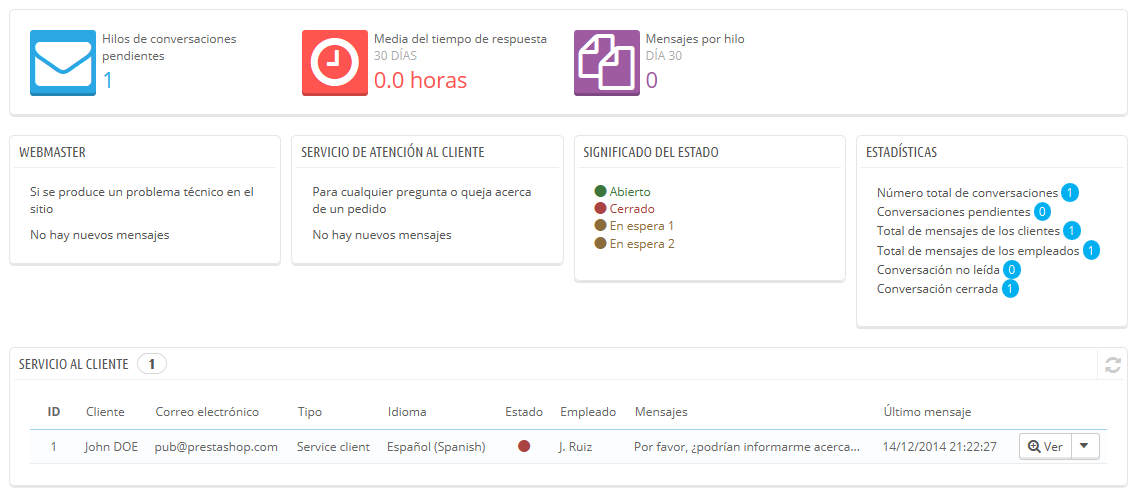 Hilos de conversaciones
pendientes
1
Media del tiempo de respuesta
30 DÍAS
0.0 horas
Mensajes por hilo
DÍA 30
0
WEBMASTER
Si se produce un problema técnico en el
sitio
No hay nuevos mensajes
SERVICIO DE ATENCIÓN AL CLIENTE
Para cualquier pregunta o queja acerca
de un pedido
No hay nuevos mensajes
SIGNIFICADO DEL ESTADO
Abierto
Cerrado
En espera 1
En espera 2
ESTADÍSTICAS
Número total de conversaciones 1
Conversaciones pendientes 0
Total de mensajes de los clientes 1
Total de mensajes de los empleados 1
Conversación no leída 0
Conversación cerrada 1
SERVICIO AL CLIENTE 1
ID Cliente Correo electrónico Tipo Idioma Estado Empleado Mensajes Último mensaje
1 John DOE pub@prestashop.com Service client Español (Spanish) J. Ruiz Por favor, ¿podrían informarme acerca... 14/12/2014 21:22:27 Ver